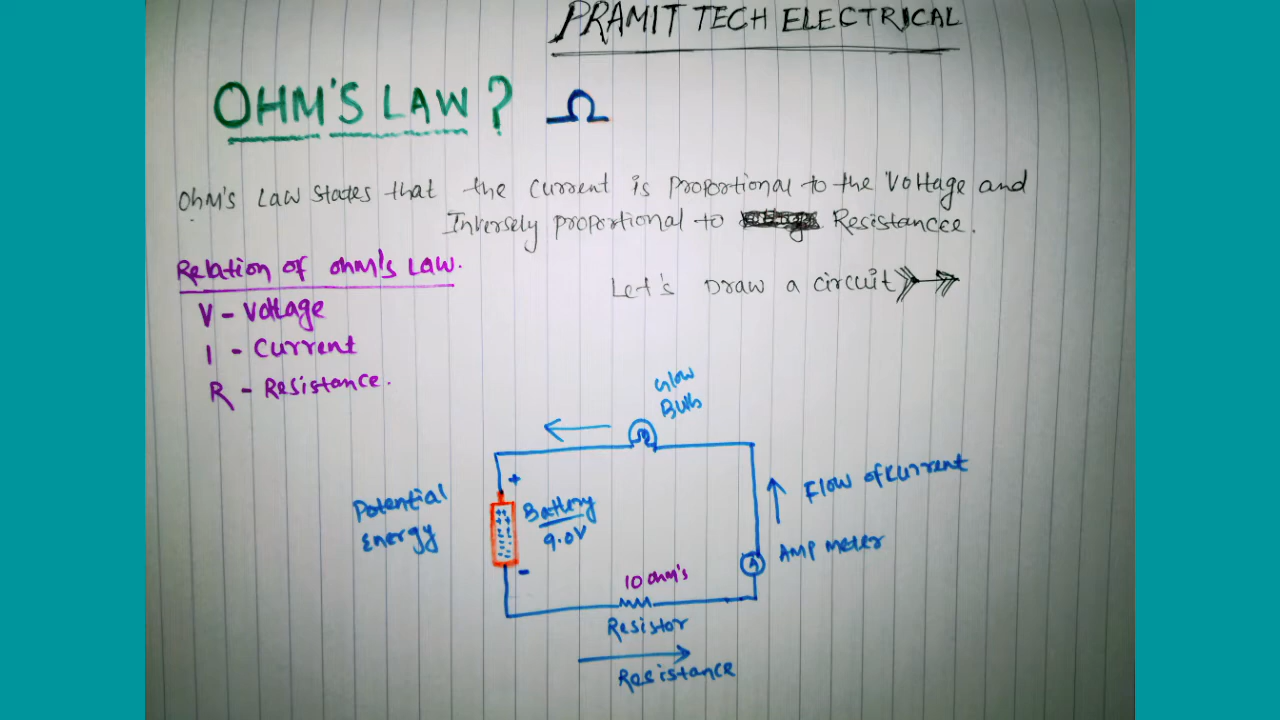 PRAMIT TECH ELECTRICAL
OHM'S LAW? Ω
Ohm's Law states that the current is proportional to the Voltage and
Inversely proportional to Resistancce.
Relation of ohm's Law.
Let's Draw a circuit
V - Voltage
I - Current
R - Resistance.
Glow
Bulb
Potential
Energy
+
Battery
9.0V
-
Flow of current
A
AMP meter
10 ohm's
Resistor
Resistance